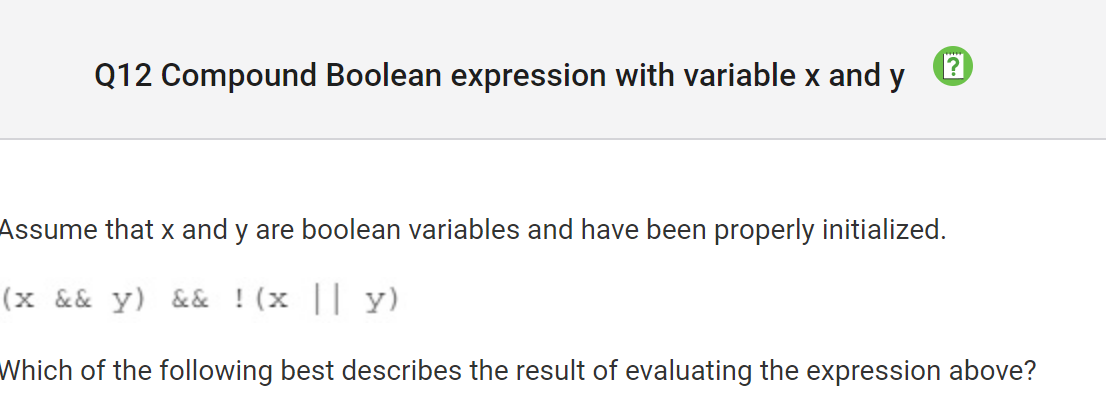 Q12 Compound Boolean expression with variable x and y
?
Assume that x and y are boolean variables and have been properly initialized.
(x && y) && !(x || y)
Which of the following best describes the result of evaluating the expression above?